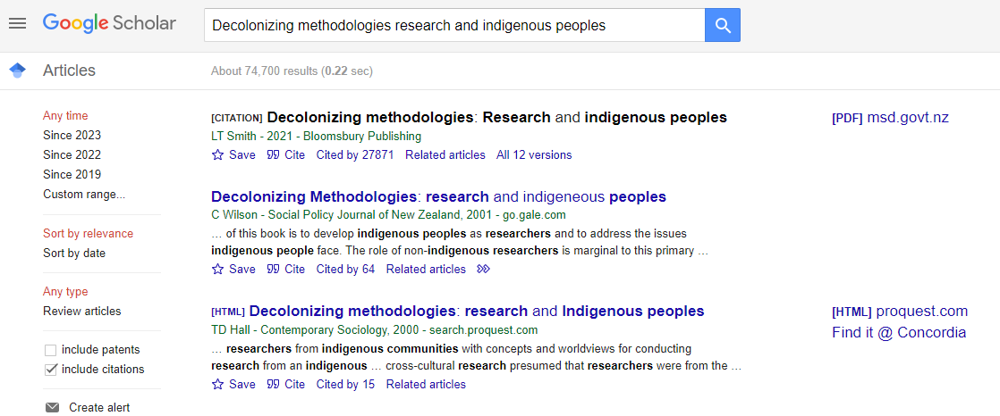 Google Scholar
Decolonizing methodologies research and indigenous peoples
Articles
About 74,700 results (0.22 sec)
Any time
Since 2023
Since 2022
Since 2019
Custom range...
Sort by relevance
Sort by date
Any type
Review articles
include patents
include citations
Create alert
[CITATION] Decolonizing methodologies: Research and indigenous peoples
LT Smith - 2021 - Bloomsbury Publishing
Save Cite Cited by 27871 Related articles All 12 versions
[PDF] msd.govt.nz
Decolonizing Methodologies: research and indigeneous peoples
C Wilson - Social Policy Journal of New Zealand, 2001 - go.gale.com
… of this book is to develop indigenous peoples as researchers and to address the issues
indigenous people face. The role of non-indigenous researchers is marginal to this primary …
Save Cite Cited by 64 Related articles
[HTML] Decolonizing methodologies: research and Indigenous peoples
TD Hall - Contemporary Sociology, 2000 - search.proquest.com
… researchers from indigenous communities with concepts and worldviews for conducting
research from an indigenous … cross-cultural research presumed that researchers were from the …
Save Cite Cited by 15 Related articles
[HTML] proquest.com
Find it @ Concordia